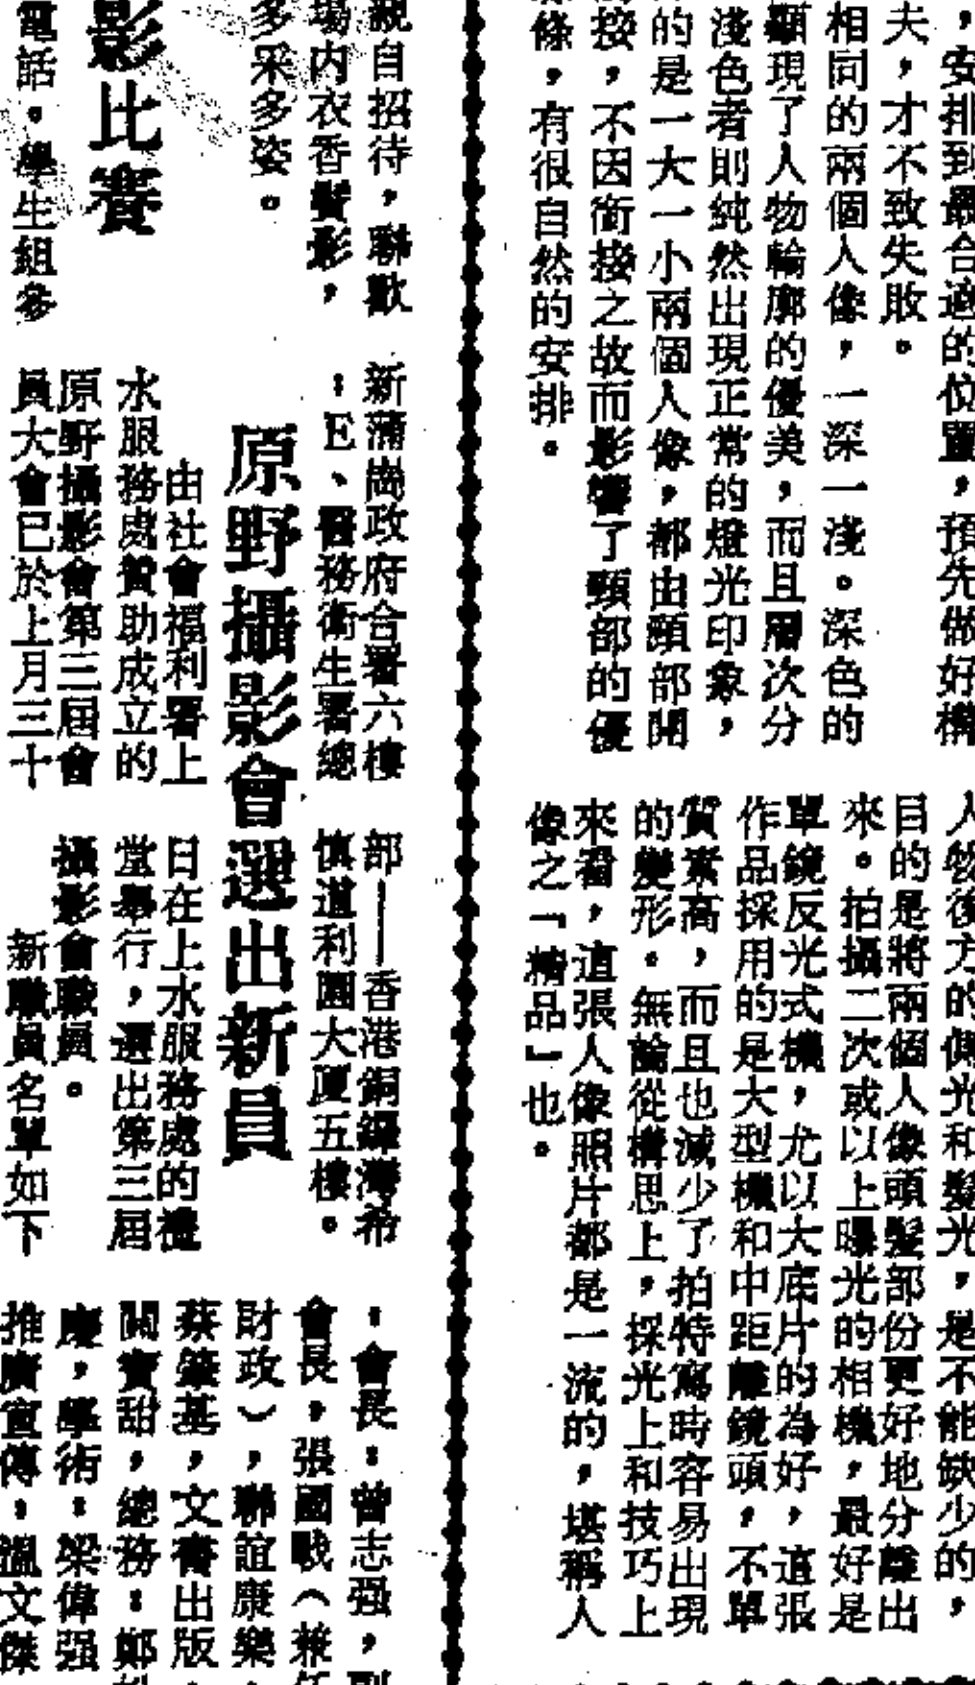 ，安排到最合適的位置，預先做好構
夫，才不致失敗。
相同的兩個人像，一深一淺。深色的
顯現了人物輪廓的優美，而且層次分
淺色者則純然出現正常的燈光印象，
的是一大一小兩個人像，都由頸部開
接，不因銜接之故而影響了頸部的優
條，有很自然的安排。
人物後方的側光和髮光，是不能缺少的，
目的是將兩個人像頭髮部份更好地分離出
來。拍攝二次或以上曝光的相機，最好是
單鏡反光式機，尤以大底片的為好，這張
作品採用的是大型機和中距離鏡頭，不單
質素高，而且也減少了拍特寫時容易出現
的變形。無論從構思上，採光上和技巧上
來看，這張人像照片都是一流的，堪稱人
像之「精品」也。
親自招待，聯歡
場內衣香鬢影，
多采多姿。
影比賽
電話。學生組參
新蒲崗政府合署六樓
：E、醫務衛生署總
部——香港銅鑼灣希
慎道利園大廈五樓。
原野攝影會選出新員
由社會福利署上
水服務處贊助成立的
原野攝影會第三屆會
員大會已於上月三十
日在上水服務處的禮
堂舉行，選出第三屆
攝影會職員。
新職員名單如下
：會長：曾志强，副
會長，張國戰（兼任
財政），聯誼康樂
蔡肇基，文書出版
關寶甜，總務：鄭
慶，學術：梁偉强
推廣宣傳：溫文傑